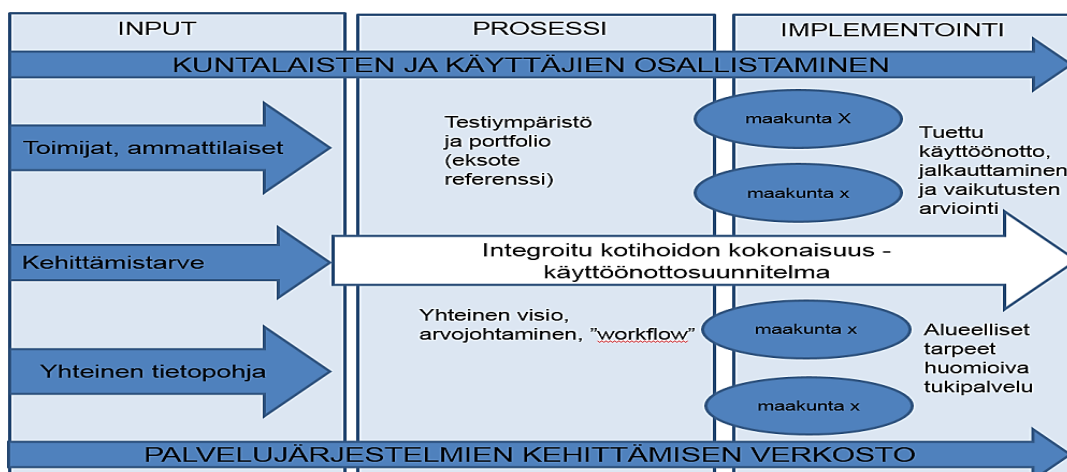 INPUT
PROSESSI
IMPLEMENTOINTI
KUNTALAISTEN JA KÄYTTÄJIEN OSALLISTAMINEN
Toimijat, ammattilaiset
Testiympäristö
ja portfolio
(eksote
referenssi)
maakunta X
maakunta x
Tuettu
käyttöönotto,
jalkauttaminen
ja vaikutusten
arviointi
Kehittämistarve
Integroitu kotihoidon kokonaisuus -
käyttöönottosuunnitelma
Yhteinen tietopohja
Yhteinen visio,
arvojohtaminen, ”workflow”
maakunta x
maakunta x
Alueelliset
tarpeet
huomioiva
tukipalvelu
PALVELUJÄRJESTELMIEN KEHITTÄMISEN VERKOSTO